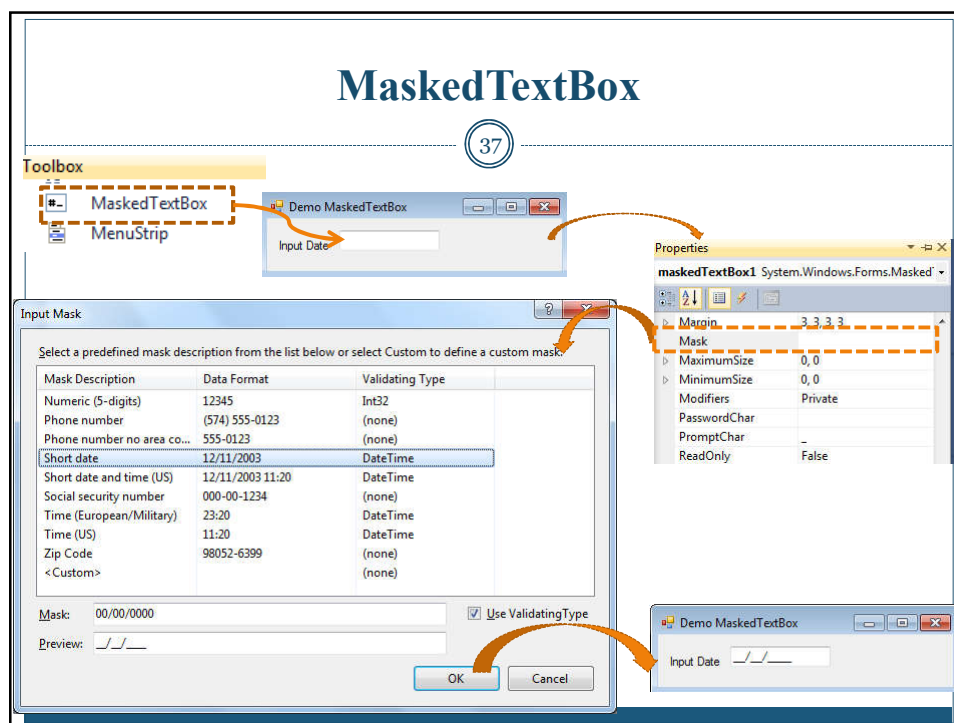 MaskedTextBox
37
Toolbox
MaskedTextBox
MenuStrip
Demo MaskedTextBox
Input Date
Properties
maskedTextBox1 System.Windows.Forms.Masked
Margin 3, 3, 3, 3
Mask
MaximumSize 0, 0
MinimumSize 0, 0
Modifiers Private
PasswordChar
PromptChar _
ReadOnly False
Input Mask
Select a predefined mask description from the list below or select Custom to define a custom mask.
Mask Description Data Format Validating Type
Numeric (5-digits) 12345 Int32
Phone number (574) 555-0123 (none)
Phone number no area co... 555-0123 (none)
Short date 12/11/2003 DateTime
Short date and time (US) 12/11/2003 11:20 DateTime
Social security number 000-00-1234 (none)
Time (European/Military) 23:20 DateTime
Time (US) 11:20 DateTime
Zip Code 98052-6399 (none)
<Custom> (none)
Mask: 00/00/0000 Use ValidatingType
Preview: __/__/____
OK Cancel
Demo MaskedTextBox
Input Date __/__/____